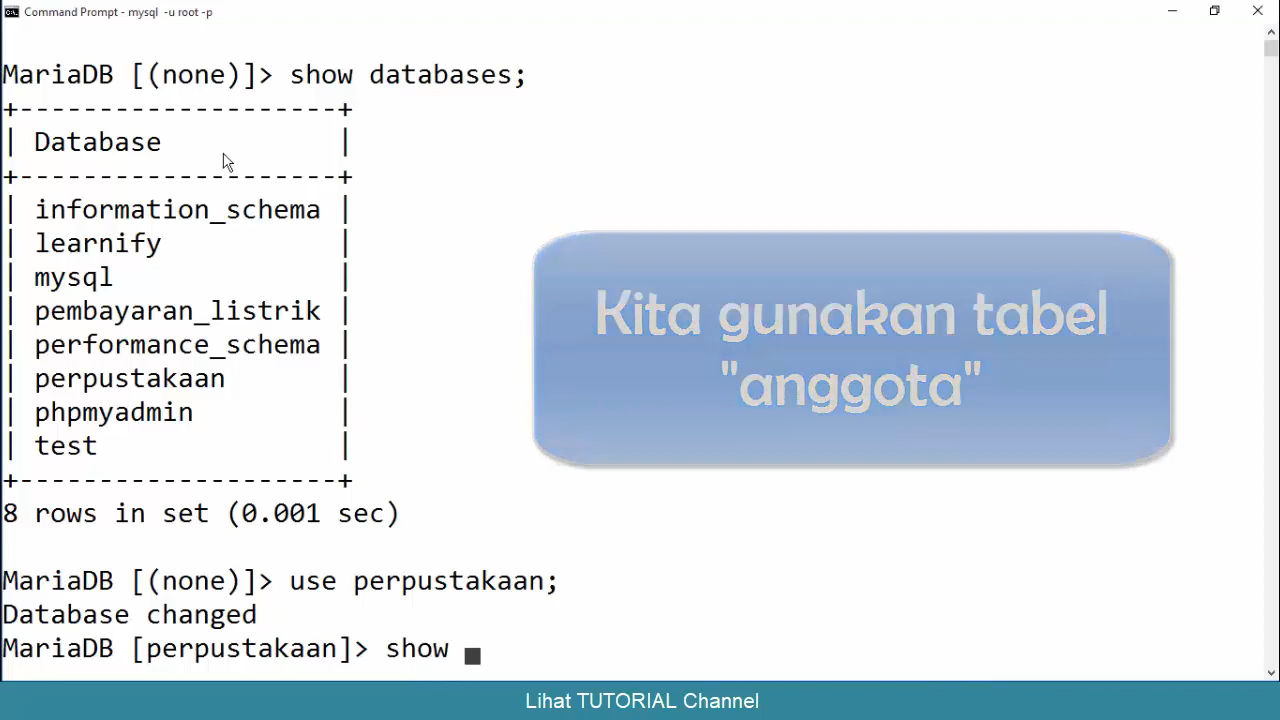 Command Prompt - mysql -u root -p
MariaDB [(none)]> show databases;
+--------------------+
| Database           |
+--------------------+
| information_schema |
| learnify           |
| mysql              |
| pembayaran_listrik |
| performance_schema |
| perpustakaan       |
| phpmyadmin         |
| test               |
+--------------------+
8 rows in set (0.001 sec)
MariaDB [(none)]> use perpustakaan;
Database changed
MariaDB [perpustakaan]> show
Kita gunakan tabel
"anggota"
Lihat TUTORIAL Channel